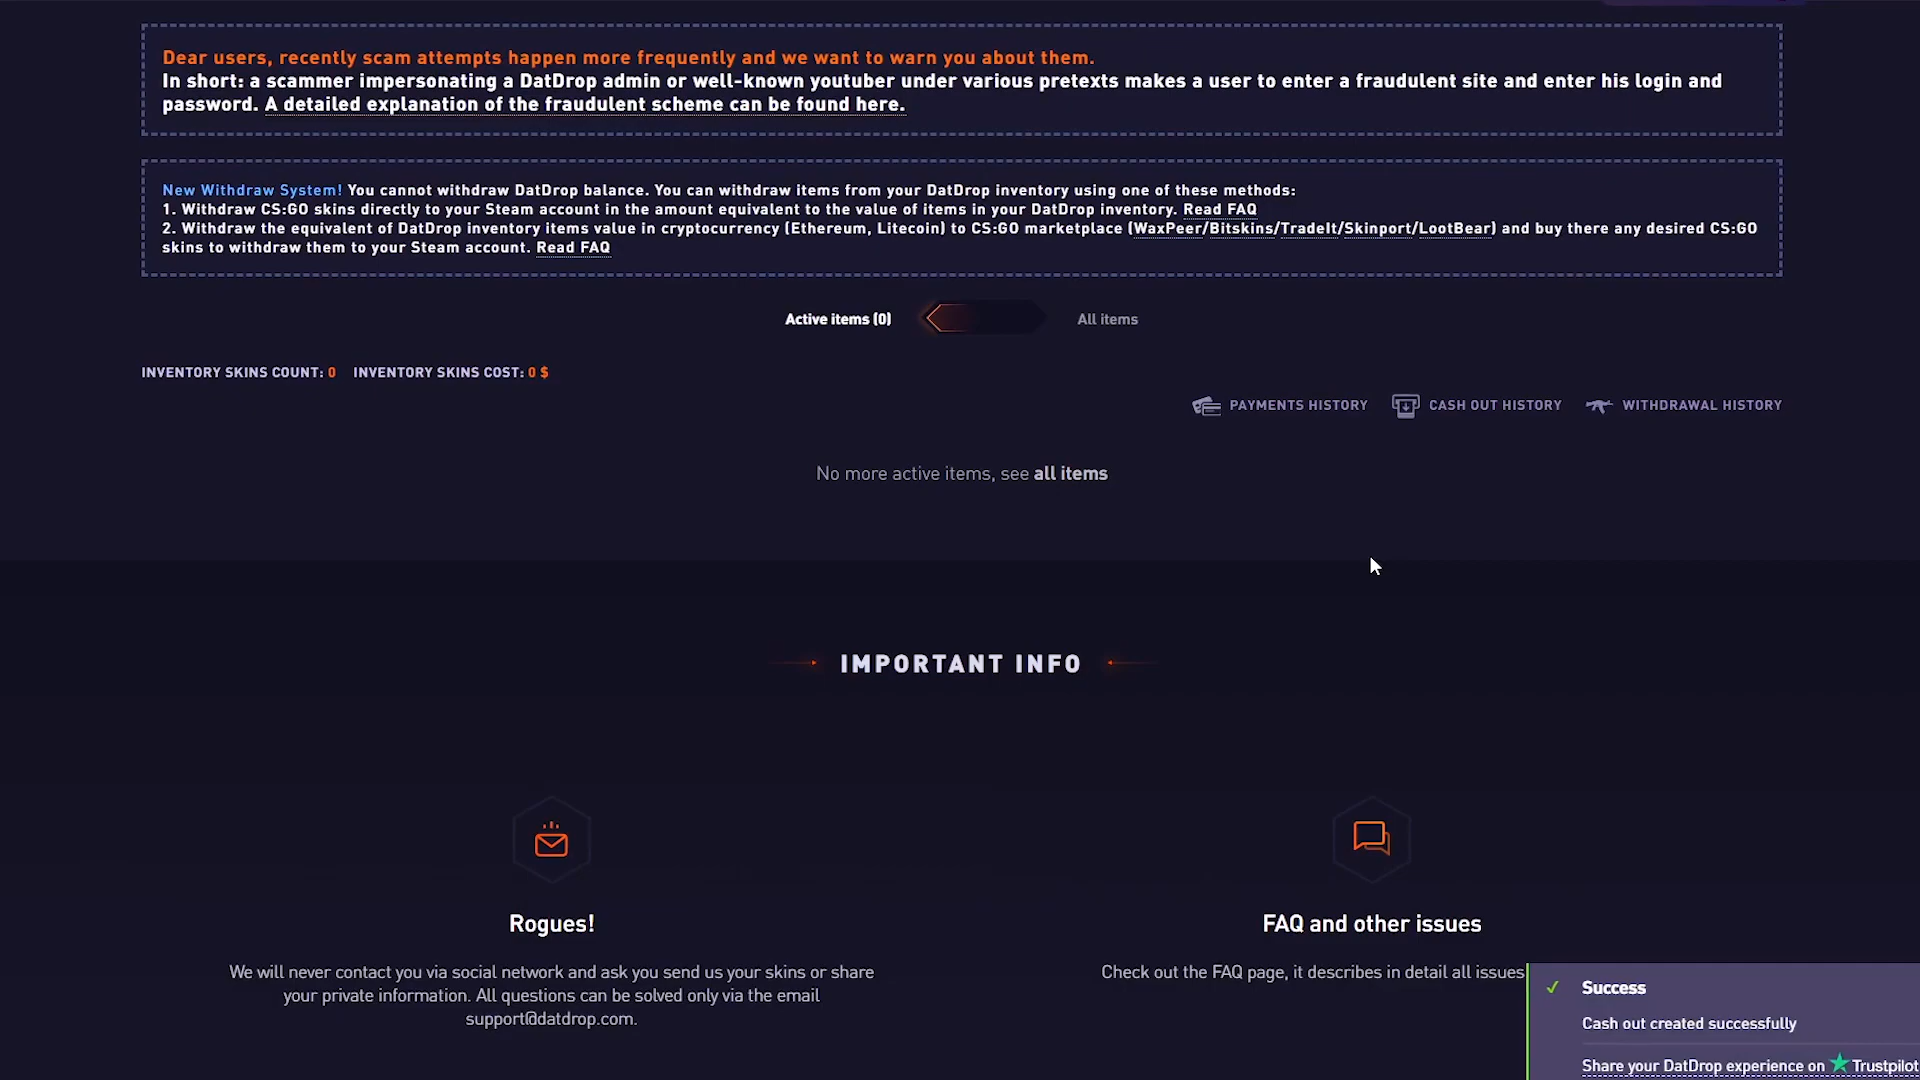 Dear users, recently scam attempts happen more frequently and we want to warn you about them.
In short: a scammer impersonating a DatDrop admin or well-known youtuber under various pretexts makes a user to enter a fraudulent site and enter his login and
password. A detailed explanation of the fraudulent scheme can be found here.
New Withdraw System! You cannot withdraw DatDrop balance. You can withdraw items from your DatDrop inventory using one of these methods:
1. Withdraw CS:GO skins directly to your Steam account in the amount equivalent to the value of items in your DatDrop inventory. Read FAQ
2. Withdraw the equivalent of DatDrop inventory items value in cryptocurrency (Ethereum, Litecoin) to CS:GO marketplace (WaxPeer/Bitskins/TradeIt/Skinport/LootBear) and buy there any desired CS:GO
skins to withdraw them to your Steam account. Read FAQ
Active items (0) All items
INVENTORY SKINS COUNT: 0 INVENTORY SKINS COST: 0 $
PAYMENTS HISTORY CASH OUT HISTORY WITHDRAWAL HISTORY
No more active items, see all items
IMPORTANT INFO
Rogues!
We will never contact you via social network and ask you send us your skins or share
your private information. All questions can be solved only via the email
support@datdrop.com.
FAQ and other issues
Check out the FAQ page, it describes in detail all issues
Success
Cash out created successfully
Share your DatDrop experience on Trustpilot